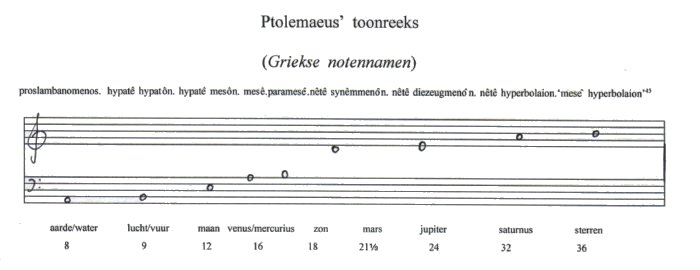 Ptolemaeus’ toonreeks
(Griekse notennamen)
proslambanomenos. hypatê hypatôn. hypatê mesôn. mesê.paramesê.nêtê synêmmenôn. nêtê diezeugmenôn. nêtê hyperbolaion.‘mesê hyperbolaion’⁴⁵
aarde/water lucht/vuur maan venus/mercurius zon mars jupiter saturnus sterren
8 9 12 16 18 21⅓ 24 32 36